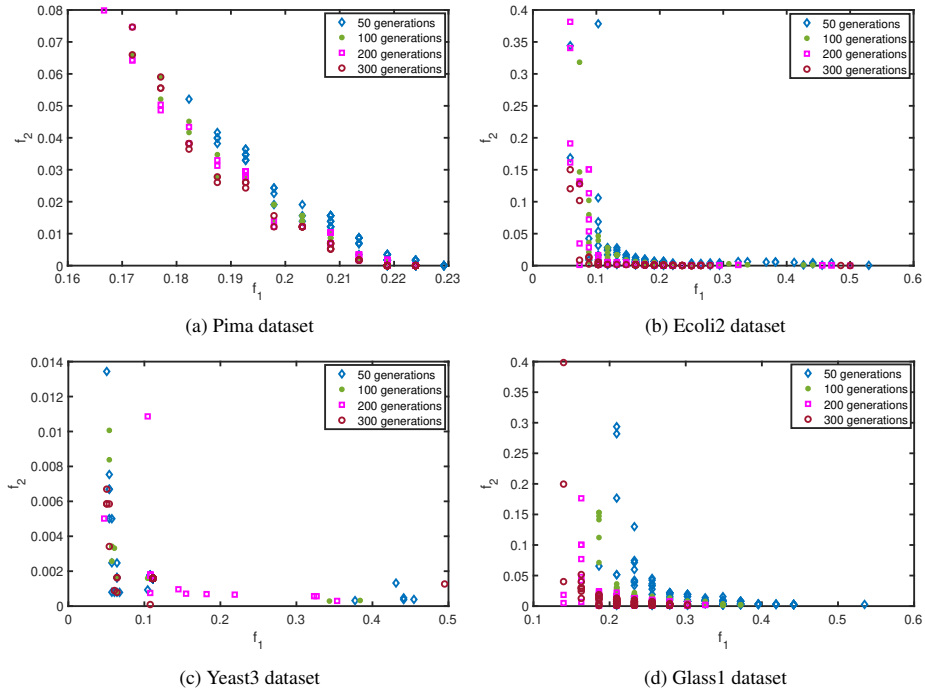 0.08
0.07
0.06
0.05
0.04
0.03
0.02
0.01
0
f2
0.16 0.17 0.18 0.19 0.2 0.21 0.22 0.23
f1
50 generations
100 generations
200 generations
300 generations
(a) Pima dataset
0.4
0.35
0.3
0.25
0.2
0.15
0.1
0.05
0
f2
0 0.1 0.2 0.3 0.4 0.5 0.6
f1
50 generations
100 generations
200 generations
300 generations
(b) Ecoli2 dataset
0.014
0.012
0.01
0.008
0.006
0.004
0.002
0
f2
0 0.1 0.2 0.3 0.4 0.5
f1
50 generations
100 generations
200 generations
300 generations
(c) Yeast3 dataset
0.4
0.35
0.3
0.25
0.2
0.15
0.1
0.05
0
f2
0.1 0.2 0.3 0.4 0.5 0.6
f1
50 generations
100 generations
200 generations
300 generations
(d) Glass1 dataset